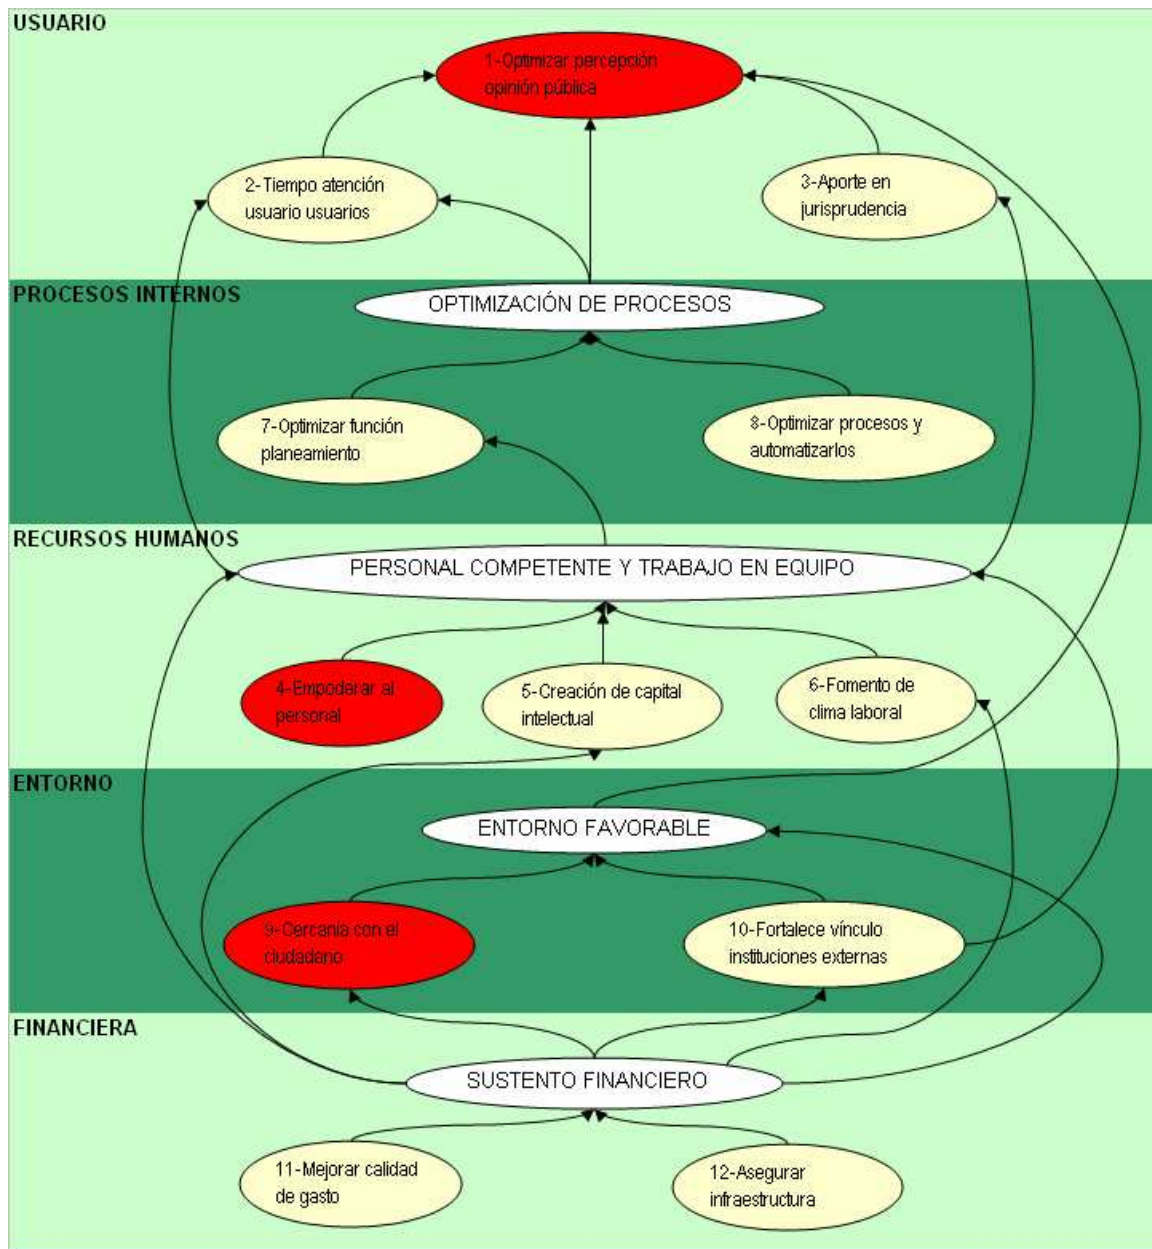 USUARIO
1-Optimizar percepción
opinión pública
2-Tiempo atención
usuario usuarios
3-Aporte en
jurisprudencia
PROCESOS INTERNOS
OPTIMIZACIÓN DE PROCESOS
7-Optimizar función
planeamiento
8-Optimizar procesos y
automatizarlos
RECURSOS HUMANOS
PERSONAL COMPETENTE Y TRABAJO EN EQUIPO
4-Empoderar al
personal
5-Creación de capital
intelectual
6-Fomento de
clima laboral
ENTORNO
ENTORNO FAVORABLE
9-Cercanía con el
ciudadano
10-Fortalece vínculo
instituciones externas
FINANCIERA
SUSTENTO FINANCIERO
11-Mejorar calidad
de gasto
12-Asegurar
infraestructura